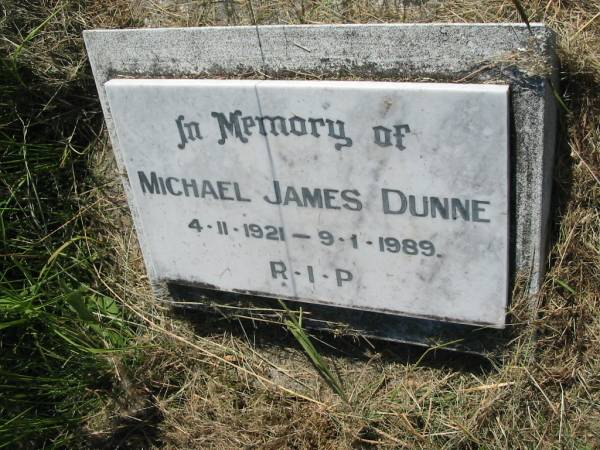 In Memory of
MICHAEL JAMES DUNNE
4·11·1921 – 9·1·1989.
R·I·P